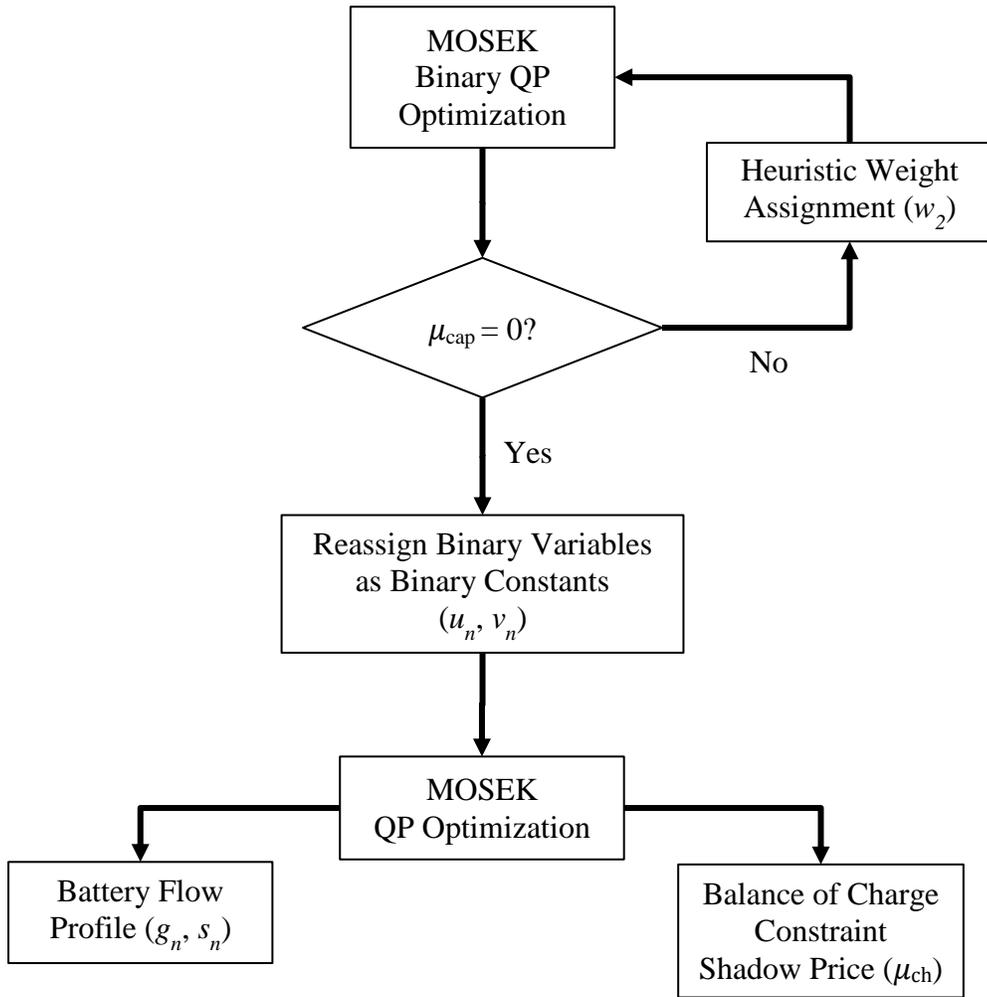 MOSEK
Binary QP
Optimization
Heuristic Weight
Assignment (w₂)
μcap = 0?
No
Yes
Reassign Binary Variables
as Binary Constants
(uₙ, vₙ)
MOSEK
QP Optimization
Battery Flow
Profile (gₙ, sₙ)
Balance of Charge
Constraint
Shadow Price (μch)